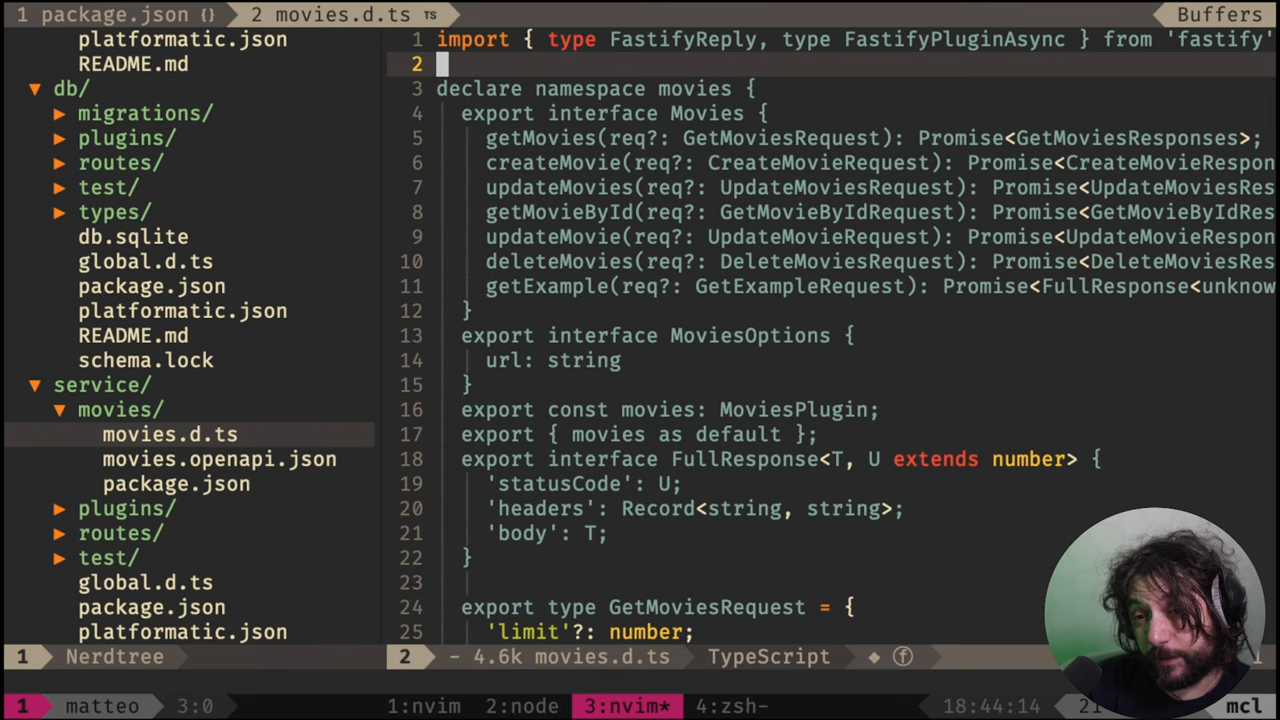 1 package.json {} 2 movies.d.ts TS Buffers
platformatic.json
README.md
▼ db/
▶ migrations/
▶ plugins/
▶ routes/
▶ test/
▶ types/
db.sqlite
global.d.ts
package.json
platformatic.json
README.md
schema.lock
▼ service/
▼ movies/
movies.d.ts
movies.openapi.json
package.json
▶ plugins/
▶ routes/
▶ test/
global.d.ts
package.json
platformatic.json
1 import { type FastifyReply, type FastifyPluginAsync } from 'fastify'
2
3 declare namespace movies {
4 export interface Movies {
5 getMovies(req?: GetMoviesRequest): Promise<GetMoviesResponses>;
6 createMovie(req?: CreateMovieRequest): Promise<CreateMovieRespon
7 updateMovies(req?: UpdateMoviesRequest): Promise<UpdateMoviesRes
8 getMovieById(req?: GetMovieByIdRequest): Promise<GetMovieByIdRes
9 updateMovie(req?: UpdateMovieRequest): Promise<UpdateMovieRespon
10 deleteMovies(req?: DeleteMoviesRequest): Promise<DeleteMoviesRes
11 getExample(req?: GetExampleRequest): Promise<FullResponse<unknow
12 }
13 export interface MoviesOptions {
14 url: string
15 }
16 export const movies: MoviesPlugin;
17 export { movies as default };
18 export interface FullResponse<T, U extends number> {
19 'statusCode': U;
20 'headers': Record<string, string>;
21 'body': T;
22 }
23
24 export type GetMoviesRequest = {
25 'limit'?: number;
1 Nerdtree 2 - 4.6k movies.d.ts TypeScript ◆ ⓕ
1 matteo 3:0 1:nvim 2:node 3:nvim* 4:zsh- 18:44:14 21 mcl